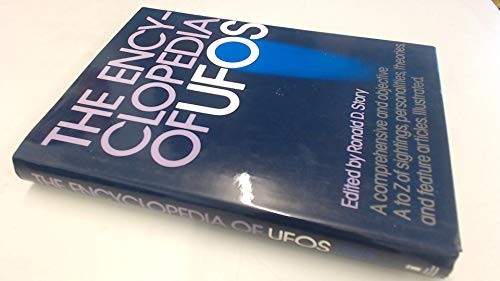 THE ENCY-
CLOPEDIA
OF UFOS
Edited by Ronald D. Story
A comprehensive and objective
A to Z of sightings, personalities, theories,
and feature articles. Illustrated.
THE ENCYCLOPEDIA OF UFOS